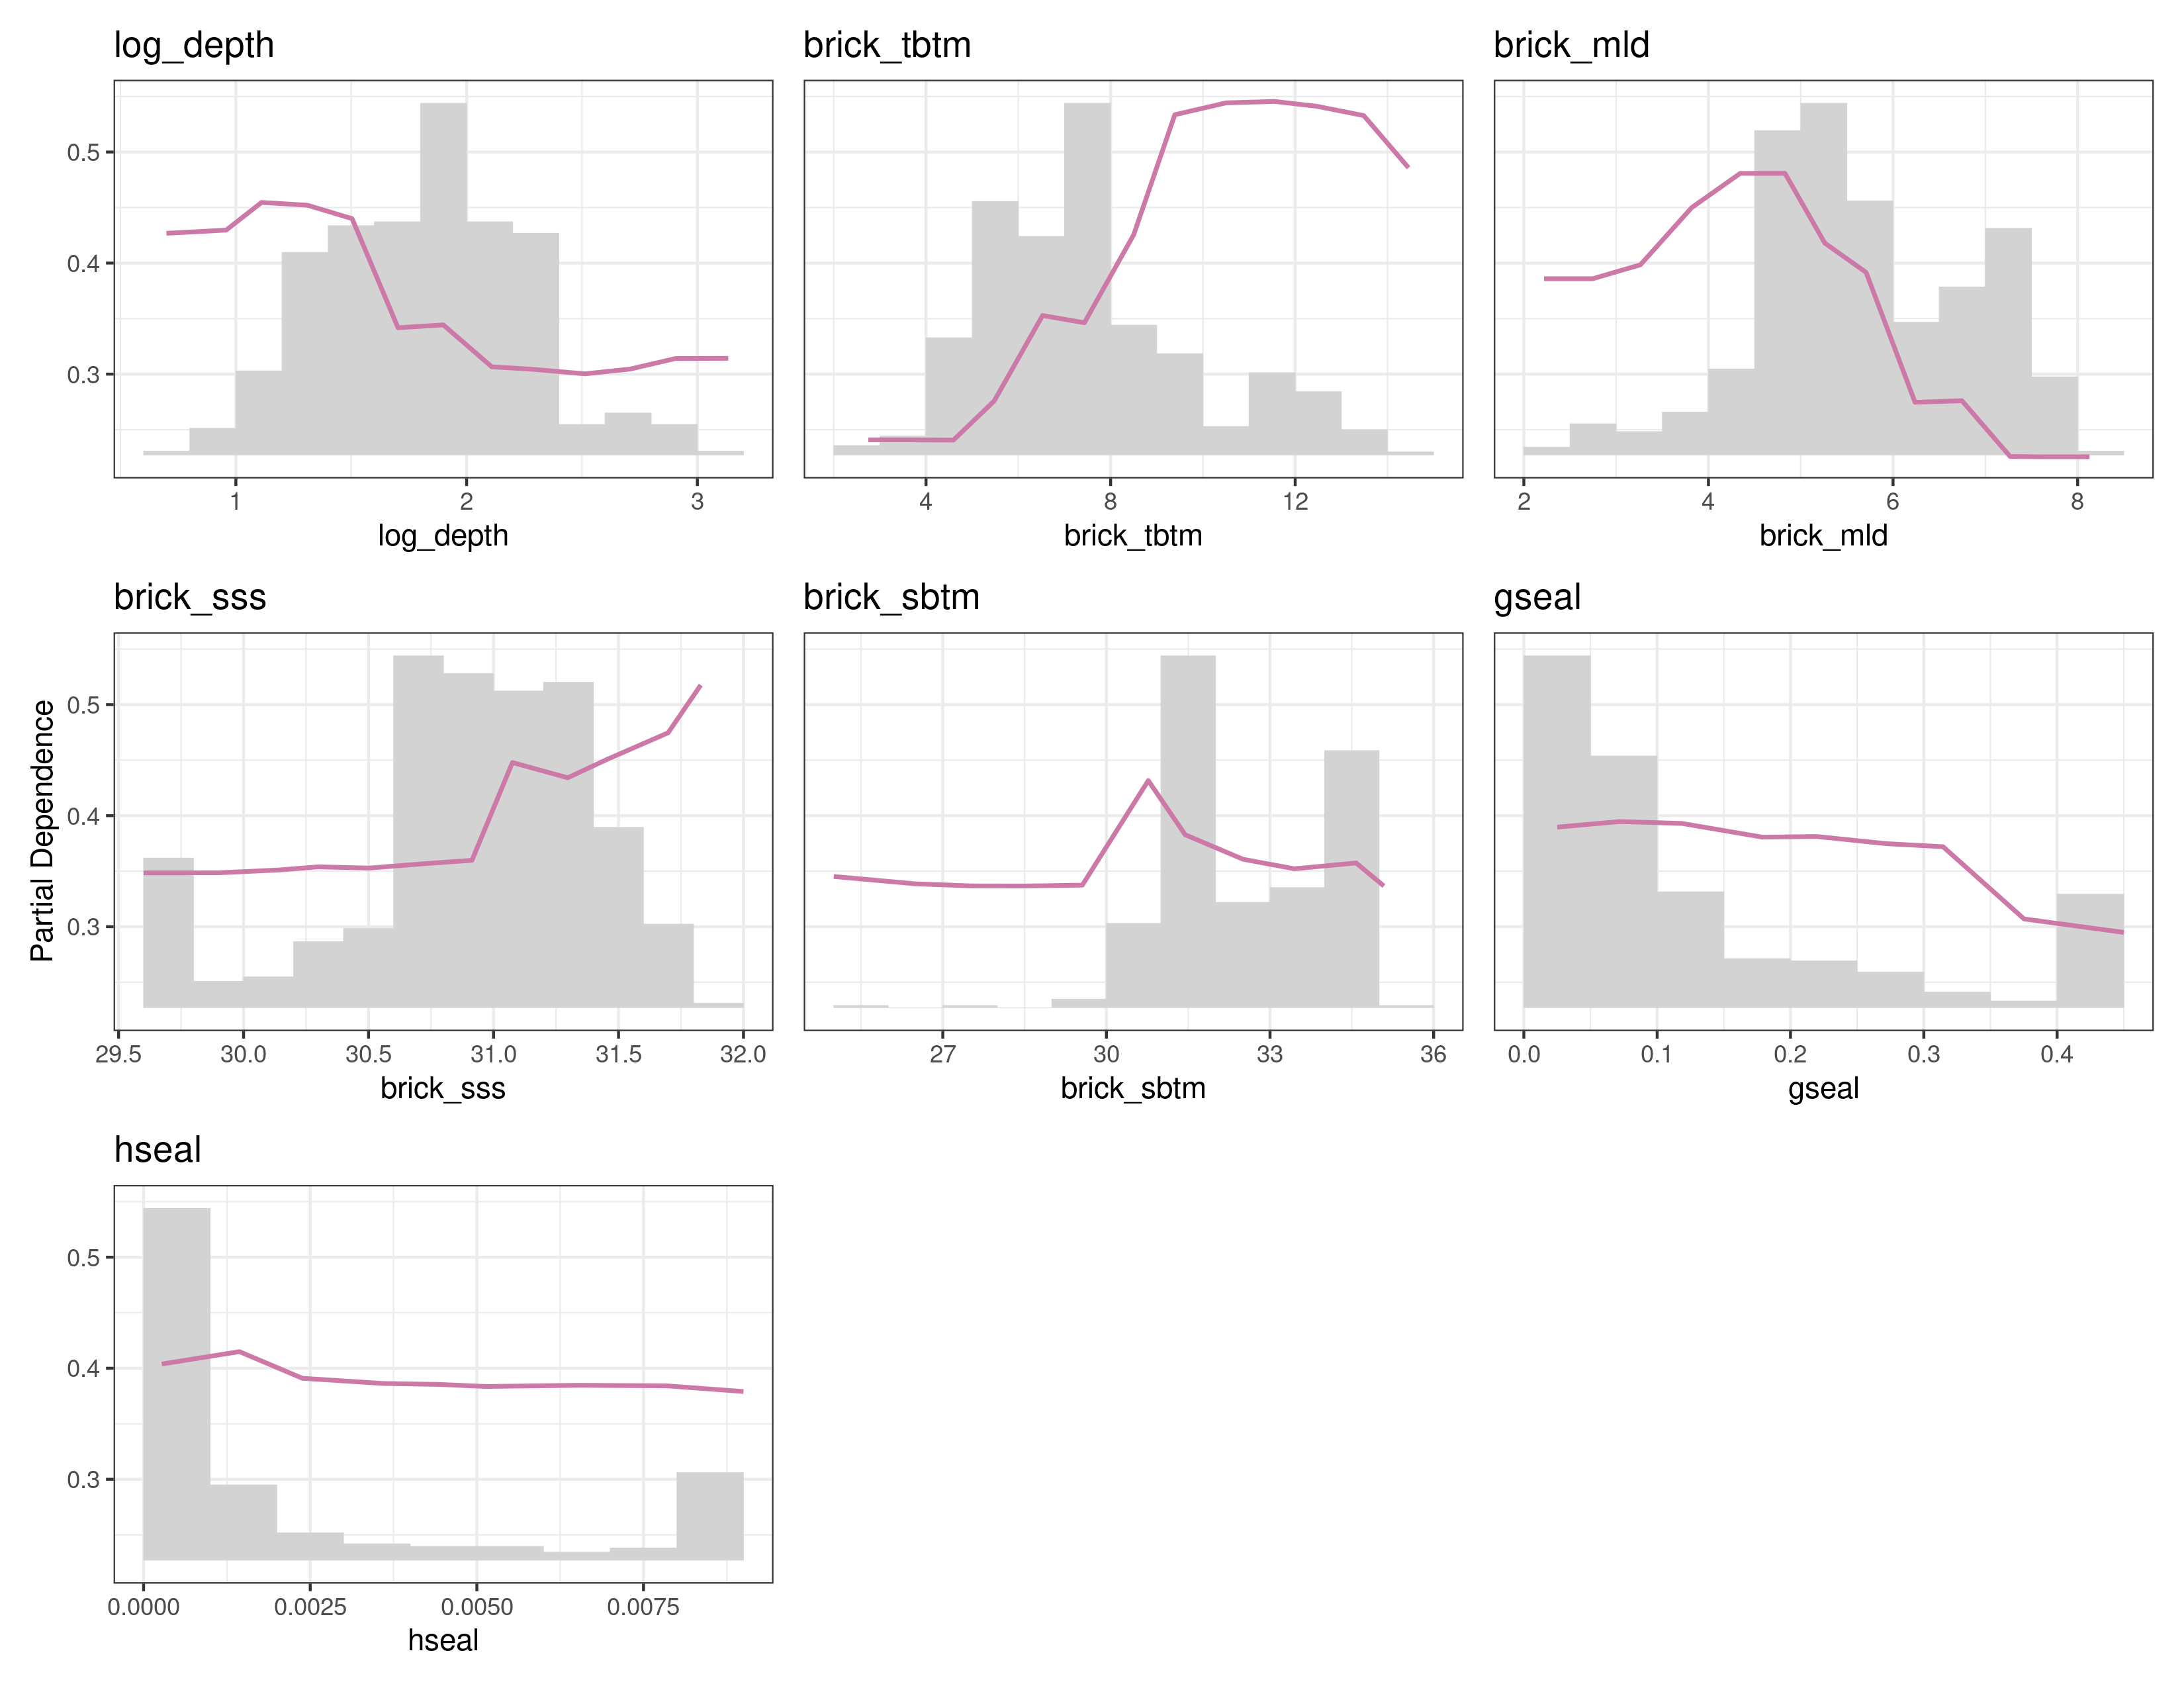 log_depth
brick_tbtm
brick_mld
0.5
0.4
0.3
1 2 3
4 8 12
2 4 6 8
log_depth
brick_tbtm
brick_mld
brick_sss
brick_sbtm
gseal
Partial Dependence
0.5
0.4
0.3
29.5 30.0 30.5 31.0 31.5 32.0
27 30 33 36
0.0 0.1 0.2 0.3 0.4
brick_sss
brick_sbtm
gseal
hseal
0.5
0.4
0.3
0.0000 0.0025 0.0050 0.0075
hseal